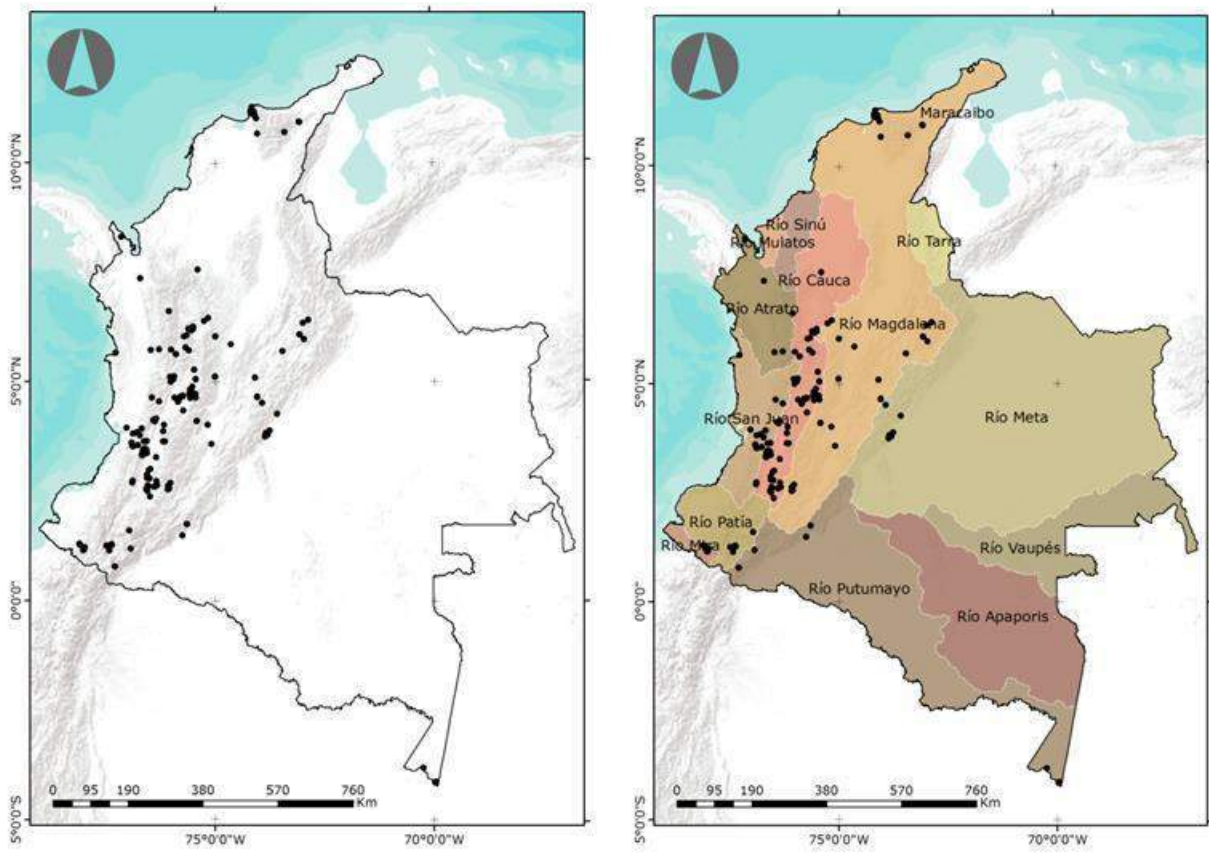 10°0'0"N
5°0'0"N
0°0'0"
5°0'0"S
75°0'0"W
70°0'0"W
0 95 190 380 570 760
Km
Maracaibo
Río Sinú
Río Mulatos
Río Tarra
Río Cauca
Río Atrato
Río Magdalena
Río San Juan
Río Meta
Río Patía
Río Mira
Río Vaupés
Río Putumayo
Río Apaporis
10°0'0"N
5°0'0"N
0°0'0"
5°0'0"S
75°0'0"W
70°0'0"W
0 95 190 380 570 760
Km